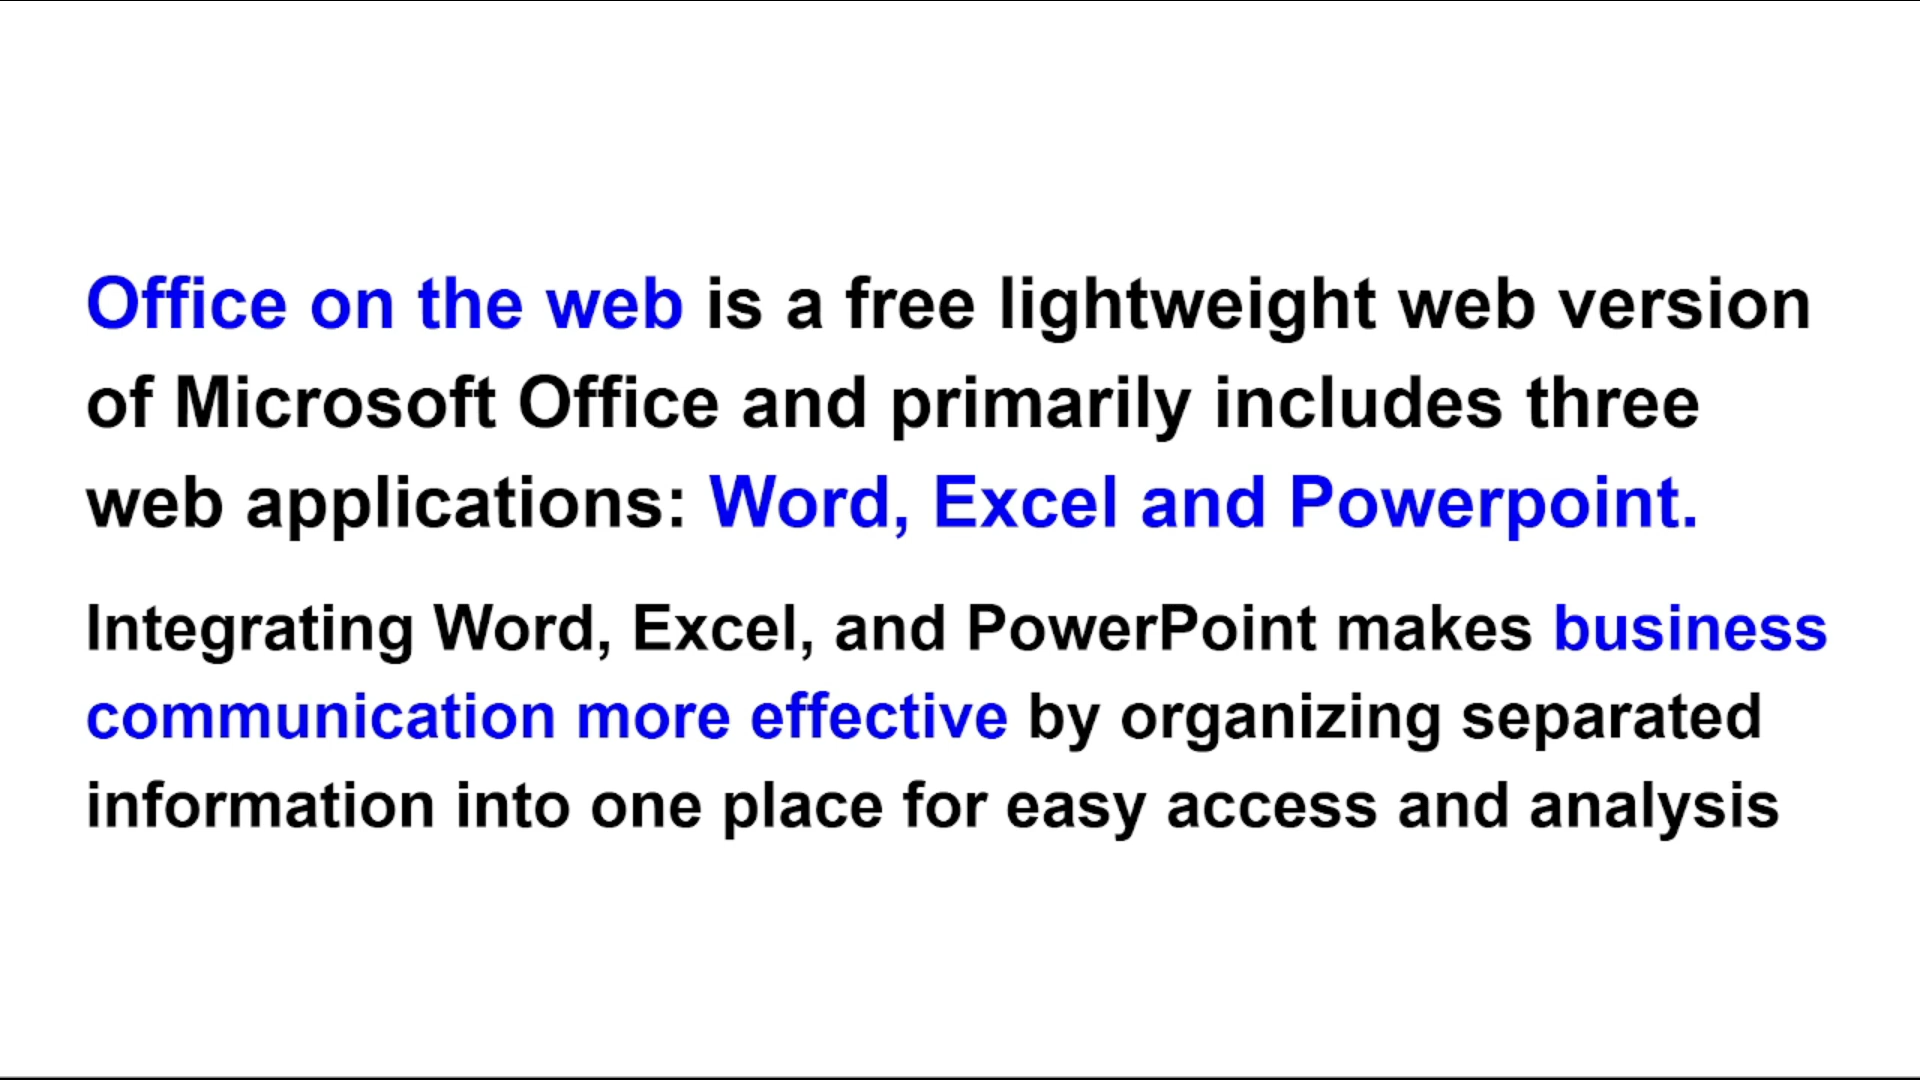 Office on the web is a free lightweight web version
of Microsoft Office and primarily includes three
web applications: Word, Excel and Powerpoint.
Integrating Word, Excel, and PowerPoint makes business
communication more effective by organizing separated
information into one place for easy access and analysis